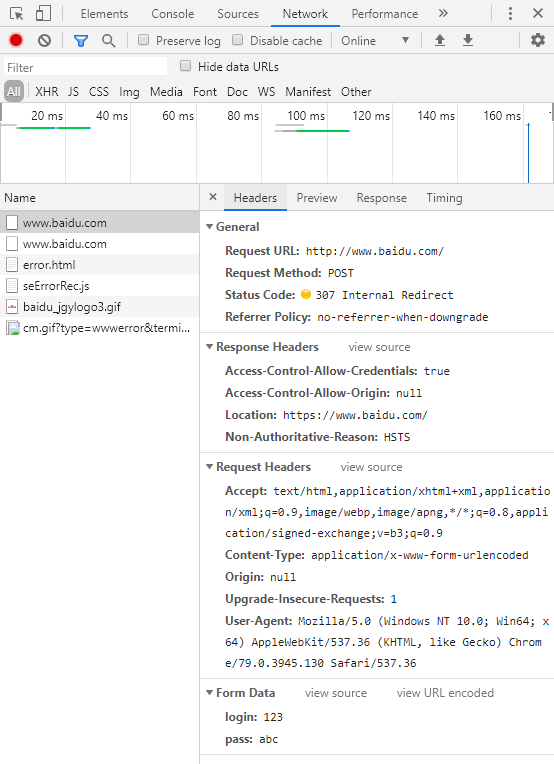 Elements Console Sources Network Performance »
Preserve log Disable cache Online
Filter Hide data URLs
All XHR JS CSS Img Media Font Doc WS Manifest Other
20 ms 40 ms 60 ms 80 ms 100 ms 120 ms 140 ms 160 ms
Name
www.baidu.com
www.baidu.com
error.html
seErrorRec.js
baidu_jgylogo3.gif
cm.gif?type=wwwerror&termi...
× Headers Preview Response Timing
General
Request URL: http://www.baidu.com/
Request Method: POST
Status Code: 307 Internal Redirect
Referrer Policy: no-referrer-when-downgrade
Response Headers view source
Access-Control-Allow-Credentials: true
Access-Control-Allow-Origin: null
Location: https://www.baidu.com/
Non-Authoritative-Reason: HSTS
Request Headers view source
Accept: text/html,application/xhtml+xml,applicatio
n/xml;q=0.9,image/webp,image/apng,*/*;q=0.8,appli
cation/signed-exchange;v=b3;q=0.9
Content-Type: application/x-www-form-urlencoded
Origin: null
Upgrade-Insecure-Requests: 1
User-Agent: Mozilla/5.0 (Windows NT 10.0; Win64; x
64) AppleWebKit/537.36 (KHTML, like Gecko) Chrom
e/79.0.3945.130 Safari/537.36
Form Data view source view URL encoded
login: 123
pass: abc